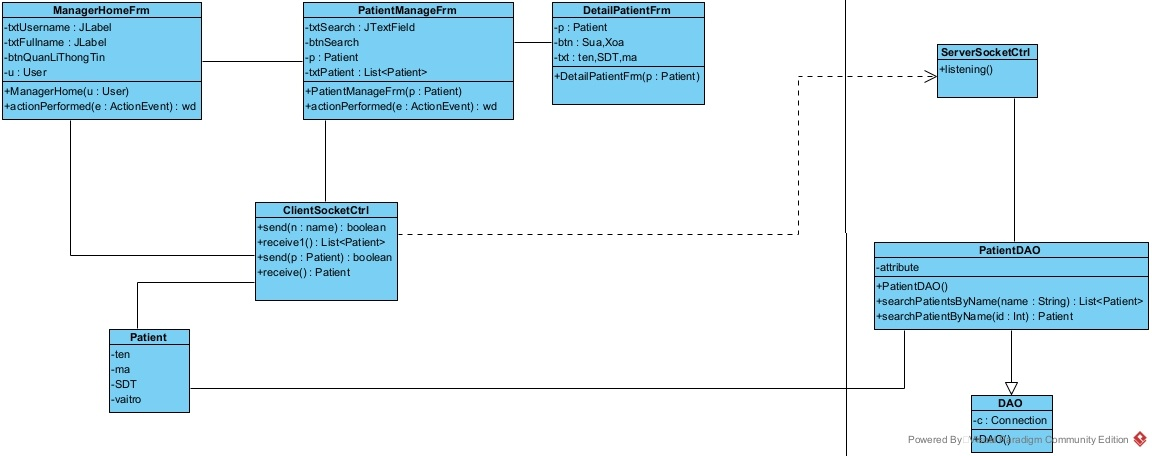 ManagerHomeFrm
-txtUsername : JLabel
-txtFullname : JLabel
-btnQuanLiThongTin
-u : User
+ManagerHome(u : User)
+actionPerformed(e : ActionEvent) : wd
PatientManageFrm
-txtSearch : JTextField
-btnSearch
-p : Patient
-txtPatient : List<Patient>
+PatientManageFrm(p : Patient)
+actionPerformed(e : ActionEvent) : wd
DetailPatientFrm
-p : Patient
-btn : Sua,Xoa
-txt : ten,SDT,ma
+DetailPatientFrm(p : Patient)
ServerSocketCtrl
+listening()
ClientSocketCtrl
+send(n : name) : boolean
+receive1() : List<Patient>
+send(p : Patient) : boolean
+receive() : Patient
PatientDAO
-attribute
+PatientDAO()
+searchPatientsByName(name : String) : List<Patient>
+searchPatientByName(id : Int) : Patient
Patient
-ten
-ma
-SDT
-vaitro
DAO
-c : Connection
+DAO()
Powered By Visual Paradigm Community Edition